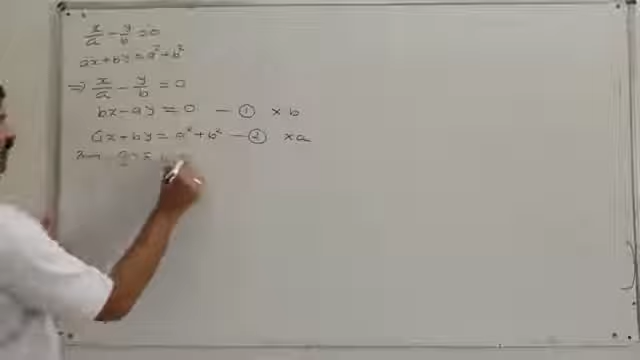 x/a - y/b = 0
ax + by = a² + b²
⇒ x/a - y/b = 0
bx - ay = 0 — ① × b
ax + by = a² + b² — ② × a